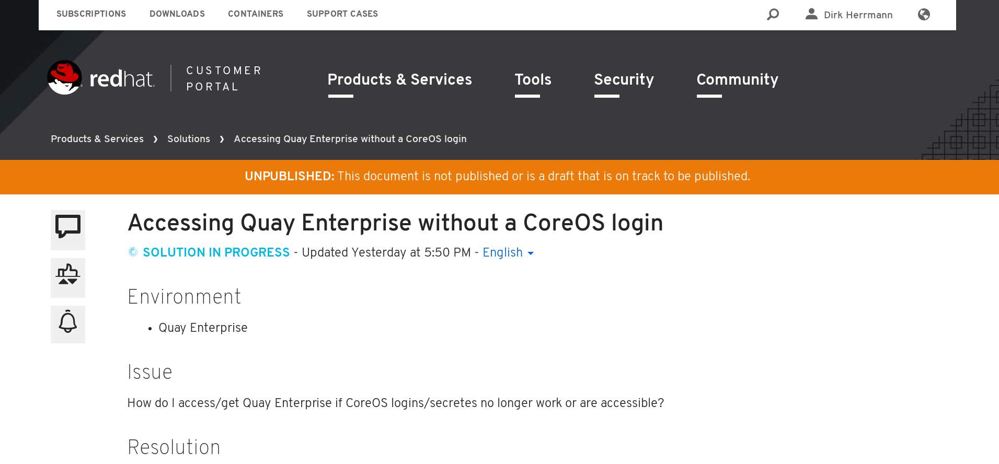 SUBSCRIPTIONS DOWNLOADS CONTAINERS SUPPORT CASES Dirk Herrmann
redhat. CUSTOMER PORTAL
Products & Services Tools Security Community
Products & Services ❯ Solutions ❯ Accessing Quay Enterprise without a CoreOS login
UNPUBLISHED: This document is not published or is a draft that is on track to be published.
Accessing Quay Enterprise without a CoreOS login
SOLUTION IN PROGRESS - Updated Yesterday at 5:50 PM - English
Environment
• Quay Enterprise
Issue
How do I access/get Quay Enterprise if CoreOS logins/secretes no longer work or are accessible?
Resolution